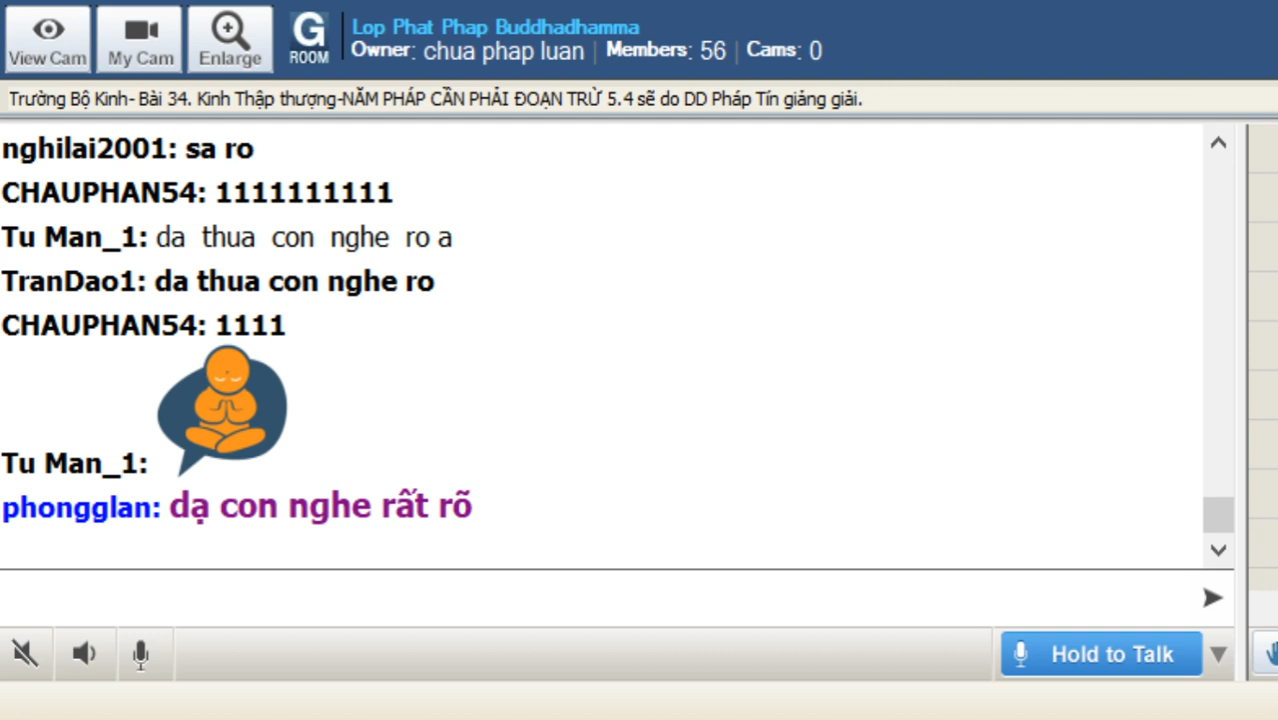 View Cam
My Cam
Enlarge
G
ROOM
Lop Phat Phap Buddhadhamma
Owner: chua phap luan | Members: 56 | Cams: 0
Trường Bộ Kinh- Bài 34. Kinh Thập thượng-NĂM PHÁP CẦN PHẢI ĐOẠN TRỪ 5.4 sẽ do DD Pháp Tín giảng giải.
nghilai2001: sa ro
CHAUPHAN54: 1111111111
Tu Man_1: da thua con nghe ro a
TranDao1: da thua con nghe ro
CHAUPHAN54: 1111
Tu Man_1:
phongglan: dạ con nghe rất rõ
Hold to Talk